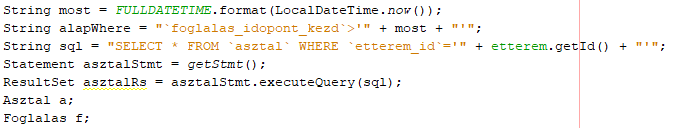 String most = FULLDATETIME.format(LocalDateTime.now());
String alapWhere = "`foglalas_idopont_kezd`>'" + most + "'";
String sql = "SELECT * FROM `asztal` WHERE `etterem_id`='" + etterem.getId() + "'";
Statement asztalStmt = getStmt();
ResultSet asztalRs = asztalStmt.executeQuery(sql);
Asztal a;
Foglalas f;